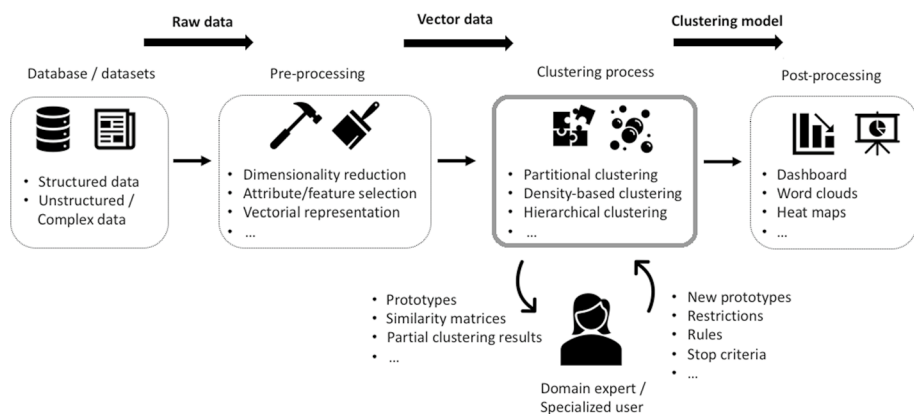 Raw data
Vector data
Clustering model
Database / datasets
Pre-processing
Clustering process
Post-processing
• Structured data
• Unstructured /
Complex data
• Dimensionality reduction
• Attribute/feature selection
• Vectorial representation
• ...
• Partitional clustering
• Density-based clustering
• Hierarchical clustering
• ...
• Dashboard
• Word clouds
• Heat maps
• ...
• Prototypes
• Similarity matrices
• Partial clustering results
• ...
• New prototypes
• Restrictions
• Rules
• Stop criteria
• ...
Domain expert /
Specialized user